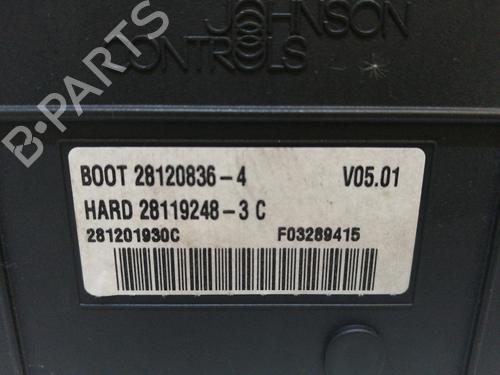 JOHNSON
CONTROLS
B-PARTS
BOOT 28120836-4 V05.01
HARD 28119248-3 C
281201930C F03289415